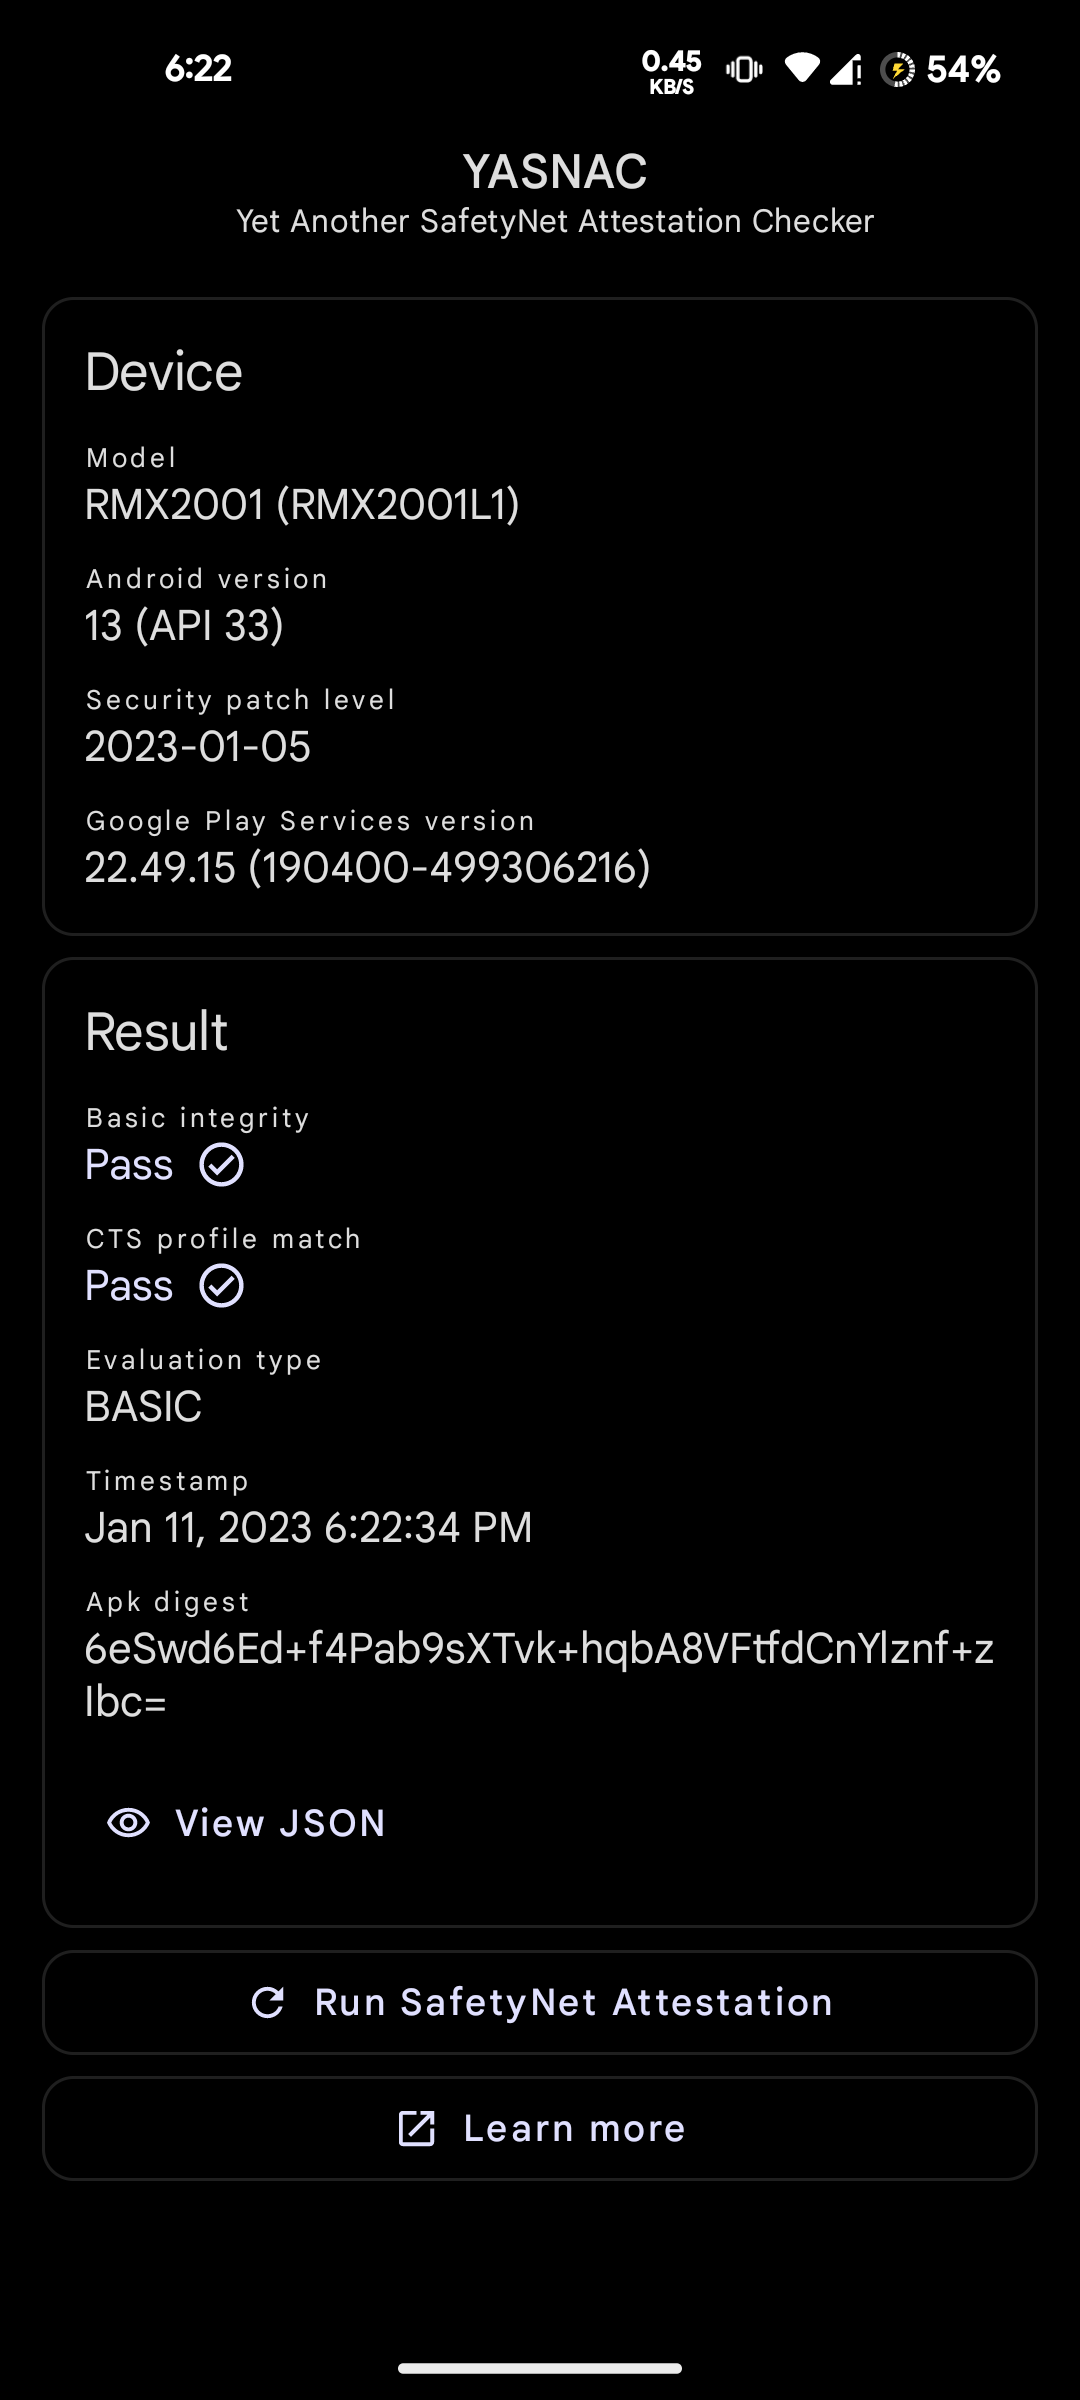 6:22
0.45
KB/S
54%
YASNAC
Yet Another SafetyNet Attestation Checker
Device
Model
RMX2001 (RMX2001L1)
Android version
13 (API 33)
Security patch level
2023-01-05
Google Play Services version
22.49.15 (190400-499306216)
Result
Basic integrity
Pass
CTS profile match
Pass
Evaluation type
BASIC
Timestamp
Jan 11, 2023 6:22:34 PM
Apk digest
6eSwd6Ed+f4Pab9sXTvk+hqbA8VFtfdCnYlznf+z
Ibc=
View JSON
Run SafetyNet Attestation
Learn more